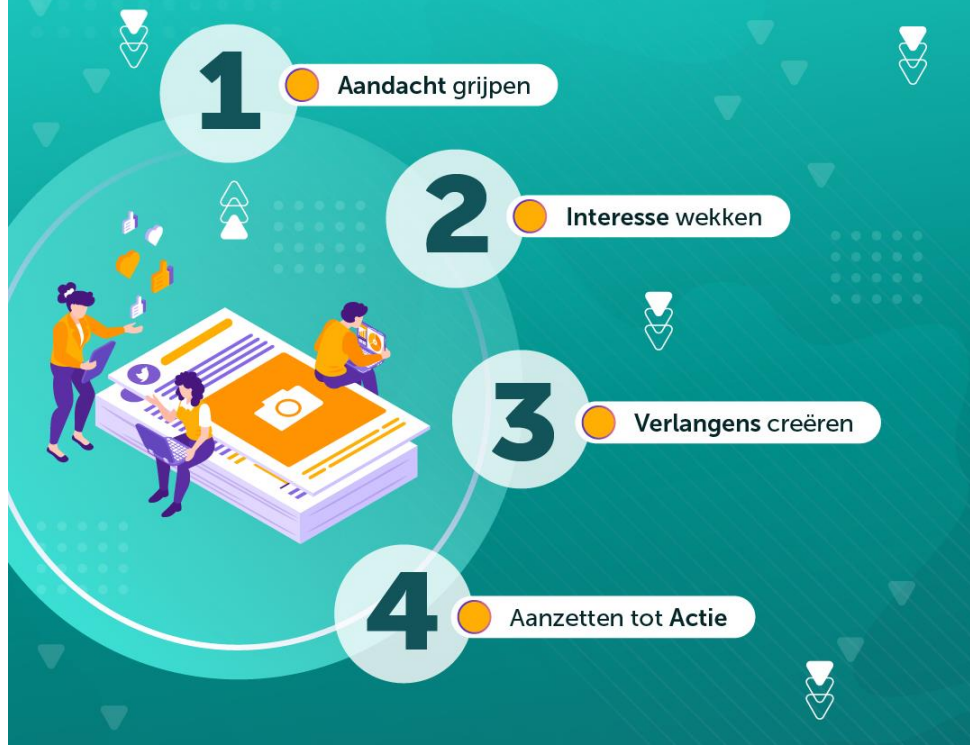 1
Aandacht grijpen
2
Interesse wekken
3
Verlangens creëren
4
Aanzetten tot Actie